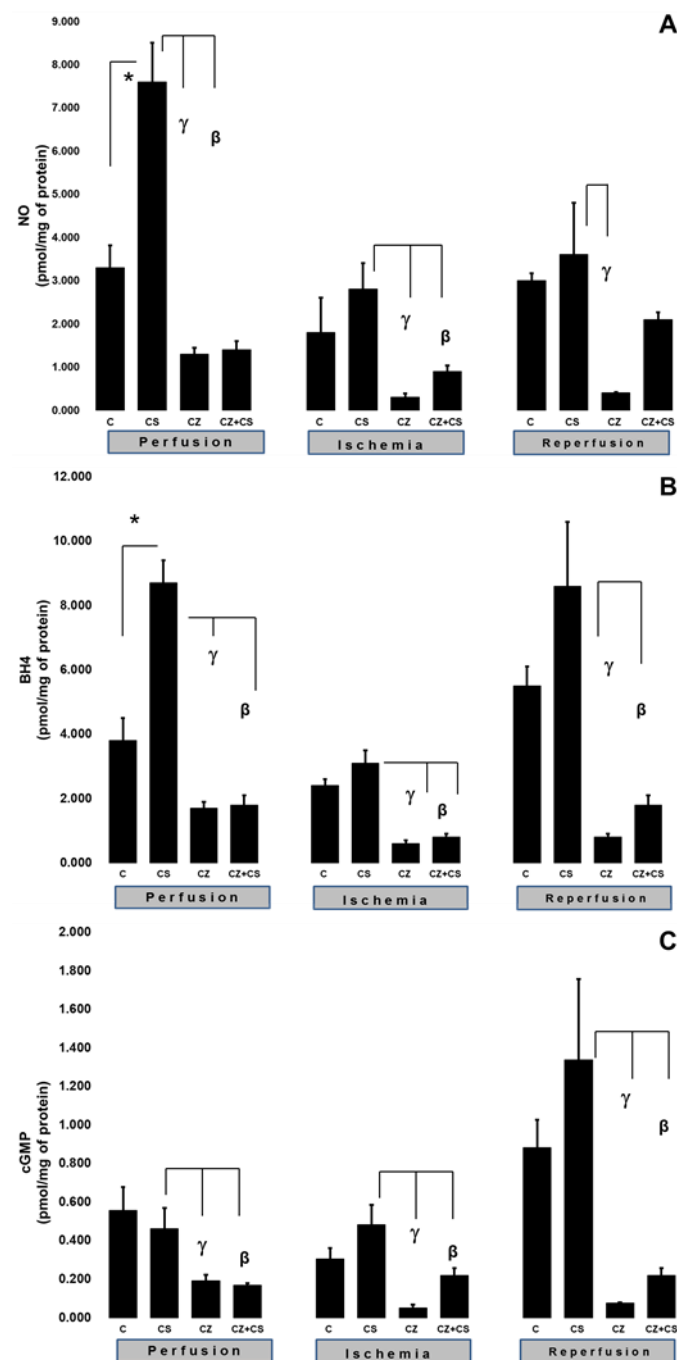 A
9.000
8.000
7.000
6.000
5.000
4.000
3.000
2.000
1.000
0.000
NO
(pmol/mg of protein)
*
γ
β
γ
β
γ
C CS CZ CZ+CS C CS CZ CZ+CS C CS CZ CZ+CS
Perfusion Ischemia Reperfusion
B
12.000
10.000
8.000
6.000
4.000
2.000
0.000
BH4
(pmol/mg of protein)
*
γ
β
γ
β
γ
β
C CS CZ CZ+CS C CS CZ CZ+CS C CS CZ CZ+CS
Perfusion Ischemia Reperfusion
C
2.000
1.800
1.600
1.400
1.200
1.000
0.800
0.600
0.400
0.200
0.000
cGMP
(pmol/mg of protein)
γ
β
γ
β
γ
β
C CS CZ CZ+CS C CS CZ CZ+CS C CS CZ CZ+CS
Perfusion Ischemia Reperfusion